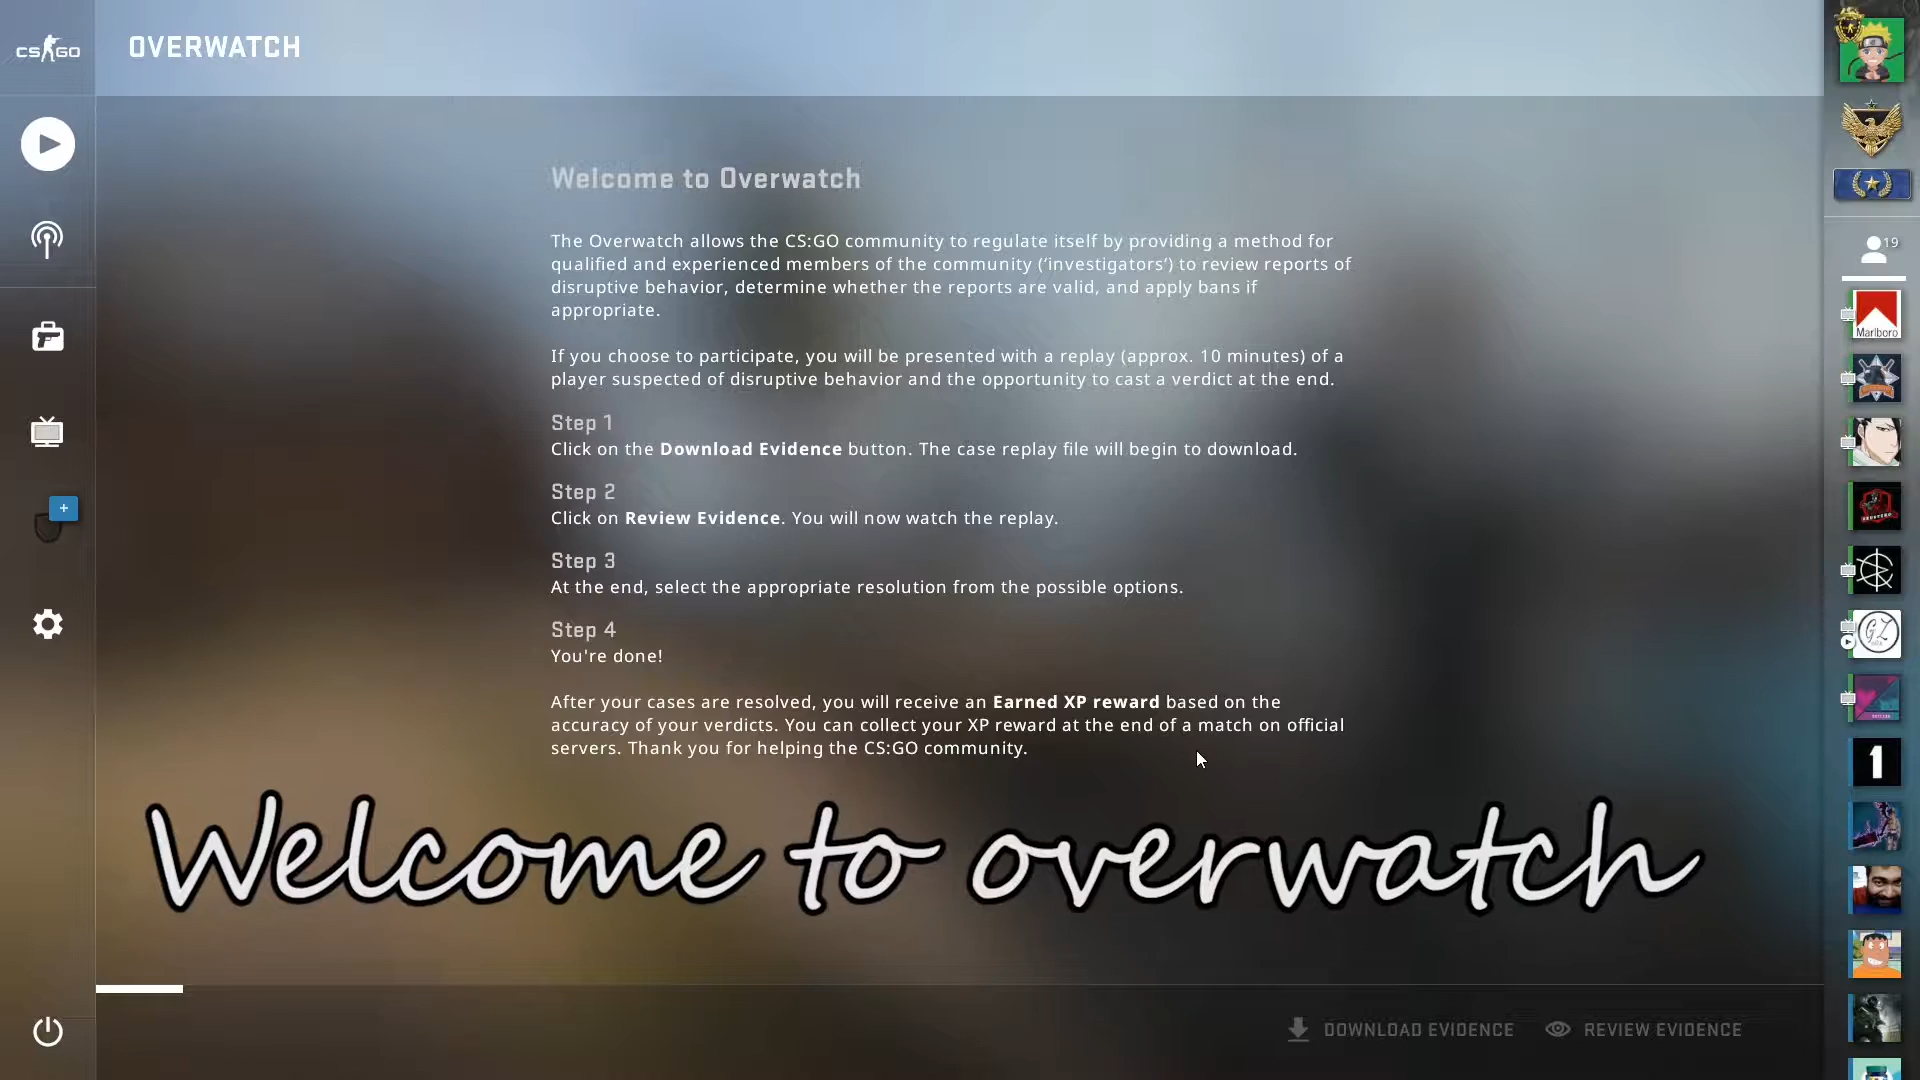 CS GO
OVERWATCH
19
Welcome to Overwatch
The Overwatch allows the CS:GO community to regulate itself by providing a method for
qualified and experienced members of the community (‘investigators’) to review reports of
disruptive behavior, determine whether the reports are valid, and apply bans if
appropriate.
If you choose to participate, you will be presented with a replay (approx. 10 minutes) of a
player suspected of disruptive behavior and the opportunity to cast a verdict at the end.
Step 1
Click on the Download Evidence button. The case replay file will begin to download.
Step 2
Click on Review Evidence. You will now watch the replay.
Step 3
At the end, select the appropriate resolution from the possible options.
Step 4
You're done!
After your cases are resolved, you will receive an Earned XP reward based on the
accuracy of your verdicts. You can collect your XP reward at the end of a match on official
servers. Thank you for helping the CS:GO community.
Welcome to overwatch
DOWNLOAD EVIDENCE
REVIEW EVIDENCE
Marlboro
GZ
1